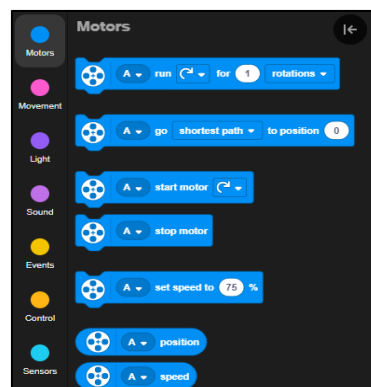 Motors
Motors
A run for 1 rotations
Movement
A go shortest path to position 0
Light
A start motor
Sound
A stop motor
Events
A set speed to 75 %
Control
A position
Sensors
A speed